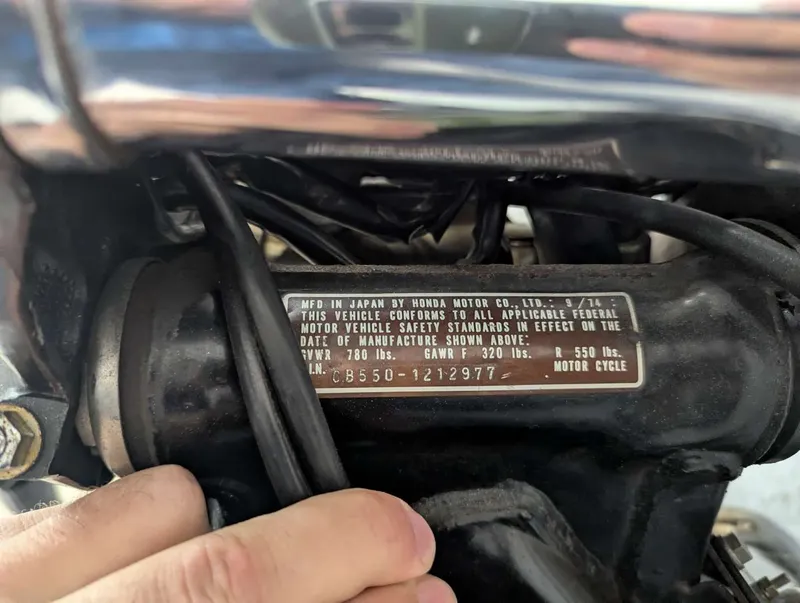 MFD IN JAPAN BY HONDA MOTOR CO., LTD.: 9/74
THIS VEHICLE CONFORMS TO ALL APPLICABLE FEDERAL
MOTOR VEHICLE SAFETY STANDARDS IN EFFECT ON THE
DATE OF MANUFACTURE SHOWN ABOVE:
GVWR 780 lbs. GAWR F 320 lbs. R 550 lbs.
I.N. CB550-1212977 MOTOR CYCLE